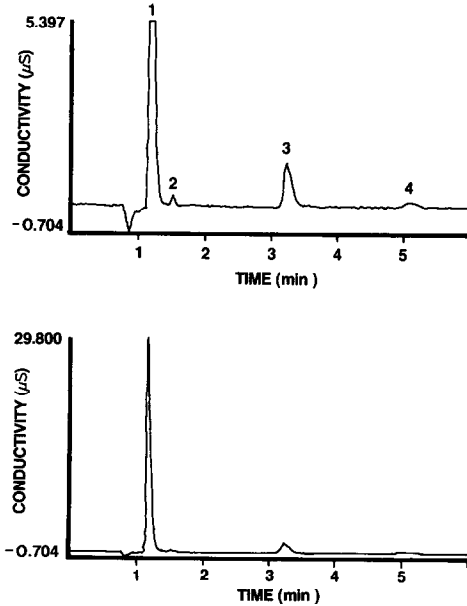 1
5.397
CONDUCTIVITY (μS)
3
2
4
-0.704
1 2 3 4 5
TIME (min )
29.800
CONDUCTIVITY (μS)
-0.704
1 2 3 4 5
TIME (min )